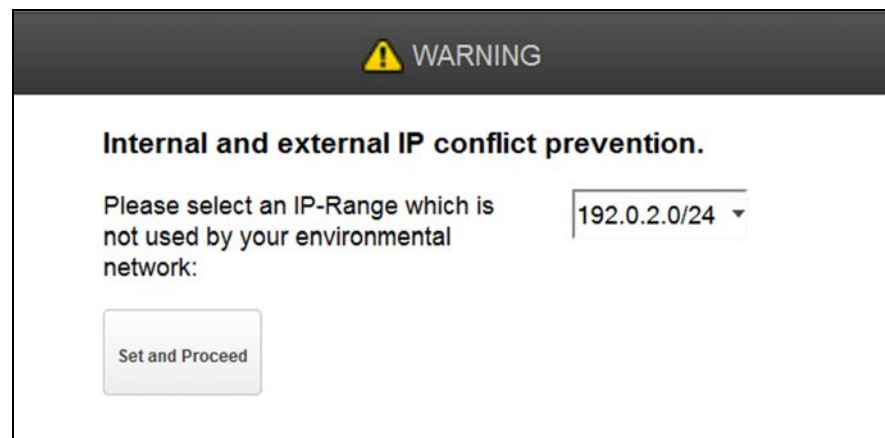 WARNING
Internal and external IP conflict prevention.
Please select an IP-Range which is
not used by your environmental
network:
192.0.2.0/24
Set and Proceed